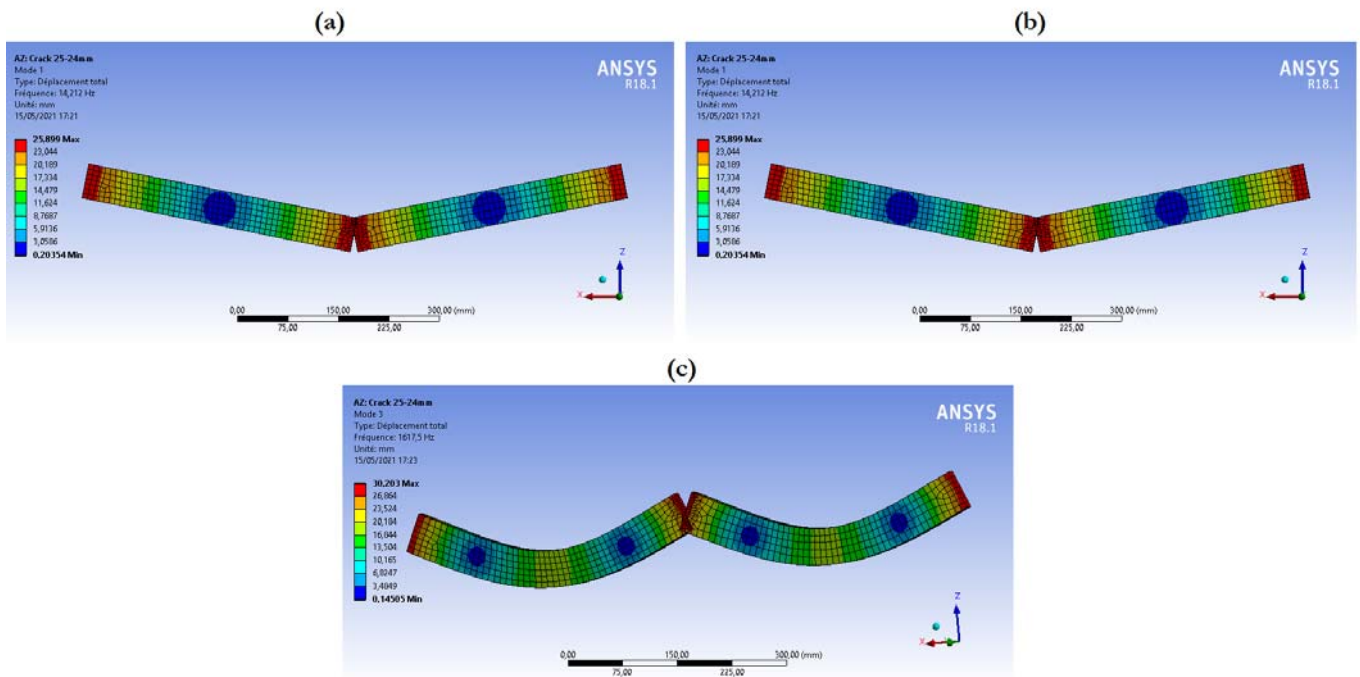 (a)
AZ: Crack 25-24mm
Mode 1
Type: Déplacement total
Fréquence: 14,212 Hz
Unité: mm
15/05/2021 17:21
ANSYS
R18.1
25,899 Max
23,044
20,189
17,334
14,479
11,624
8,7687
5,9136
3,0586
0,20354 Min
Z
X
0,00
150,00
300,00 (mm)
75,00
225,00
(b)
AZ: Crack 25-24mm
Mode 1
Type: Déplacement total
Fréquence: 14,212 Hz
Unité: mm
15/05/2021 17:21
ANSYS
R18.1
25,899 Max
23,044
20,189
17,334
14,479
11,624
8,7687
5,9136
3,0586
0,20354 Min
Z
X
0,00
150,00
300,00 (mm)
75,00
225,00
(c)
AZ: Crack 25-24mm
Mode 3
Type: Déplacement total
Fréquence: 1617,5 Hz
Unité: mm
15/05/2021 17:23
ANSYS
R18.1
30,203 Max
26,864
23,524
20,184
16,844
13,504
10,165
6,8247
3,4849
0,14505 Min
Z
X
0,00
150,00
300,00 (mm)
75,00
225,00